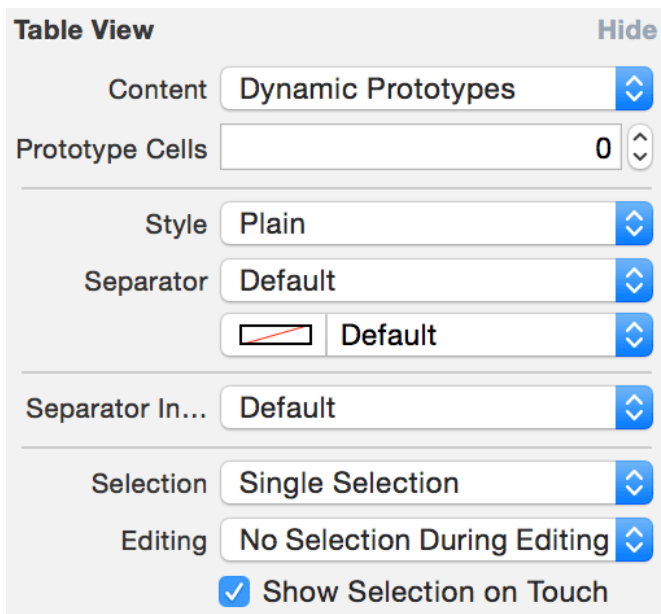 Table View Hide
Content Dynamic Prototypes
Prototype Cells 0
Style Plain
Separator Default
Default
Separator In... Default
Selection Single Selection
Editing No Selection During Editing
Show Selection on Touch